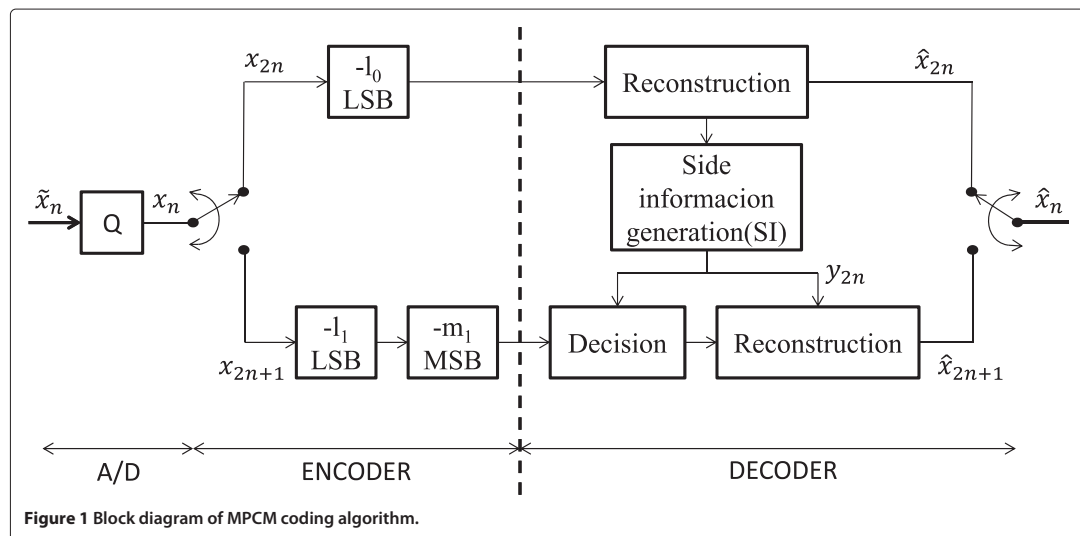 x̃ₙ
Q
xₙ
x₂ₙ
-l₀
LSB
Reconstruction
x̂₂ₙ
Side
informacion
generation(SI)
y₂ₙ
x̂ₙ
x₂ₙ₊₁
-l₁
LSB
-m₁
MSB
Decision
Reconstruction
x̂₂ₙ₊₁
A/D
ENCODER
DECODER
Figure 1 Block diagram of MPCM coding algorithm.